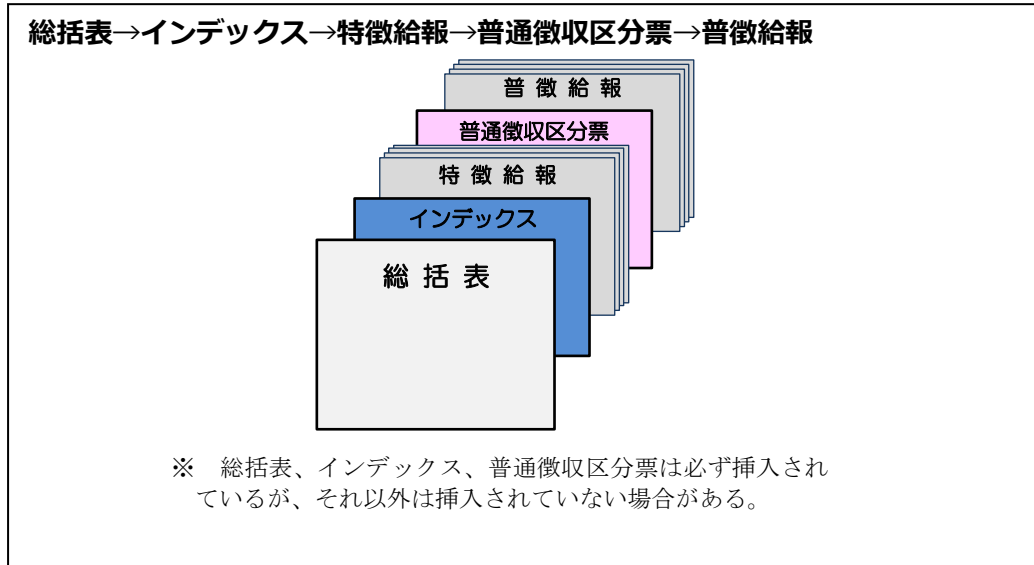 総括表→インデックス→特徴給報→普通徴収区分票→普徴給報
普 徴 給 報
普通徴収区分票
特 徴 給 報
インデックス
総 括 表
※　総括表、インデックス、普通徴収区分票は必ず挿入され
ているが、それ以外は挿入されていない場合がある。